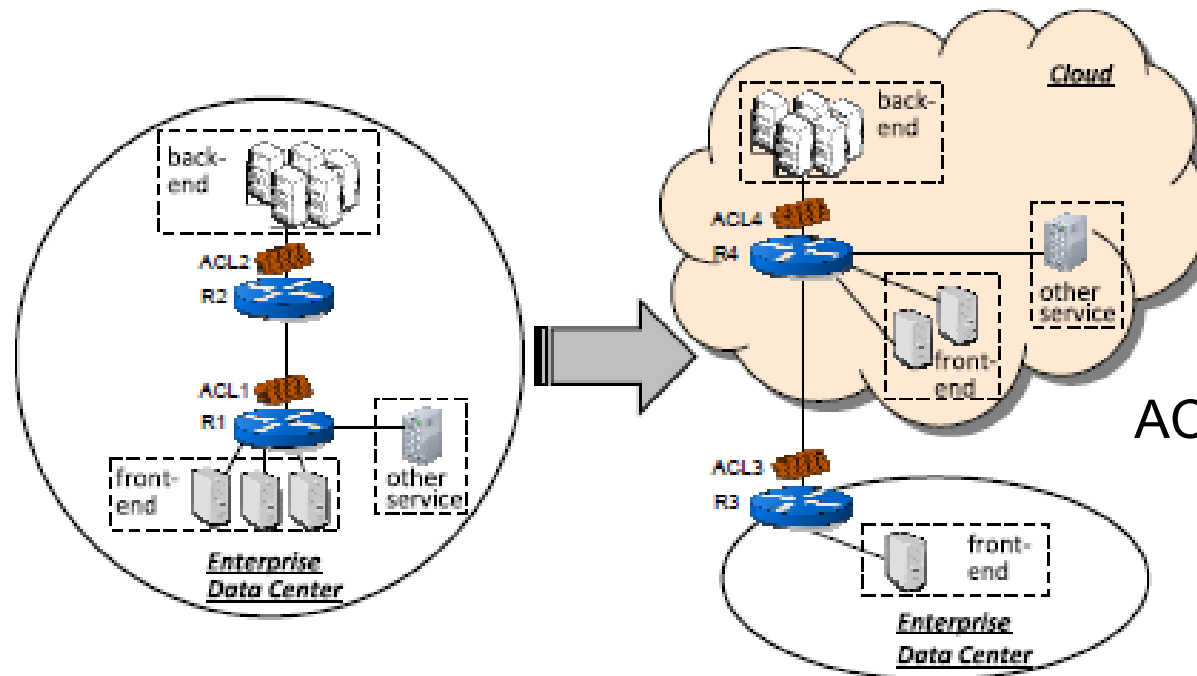 back-
end
ACL2
R2
ACL1
R1
front-
end
other
service
Enterprise
Data Center
Cloud
back-
end
ACL4
R4
other
service
front-
end
AC
ACL3
R3
front-
end
Enterprise
Data Center